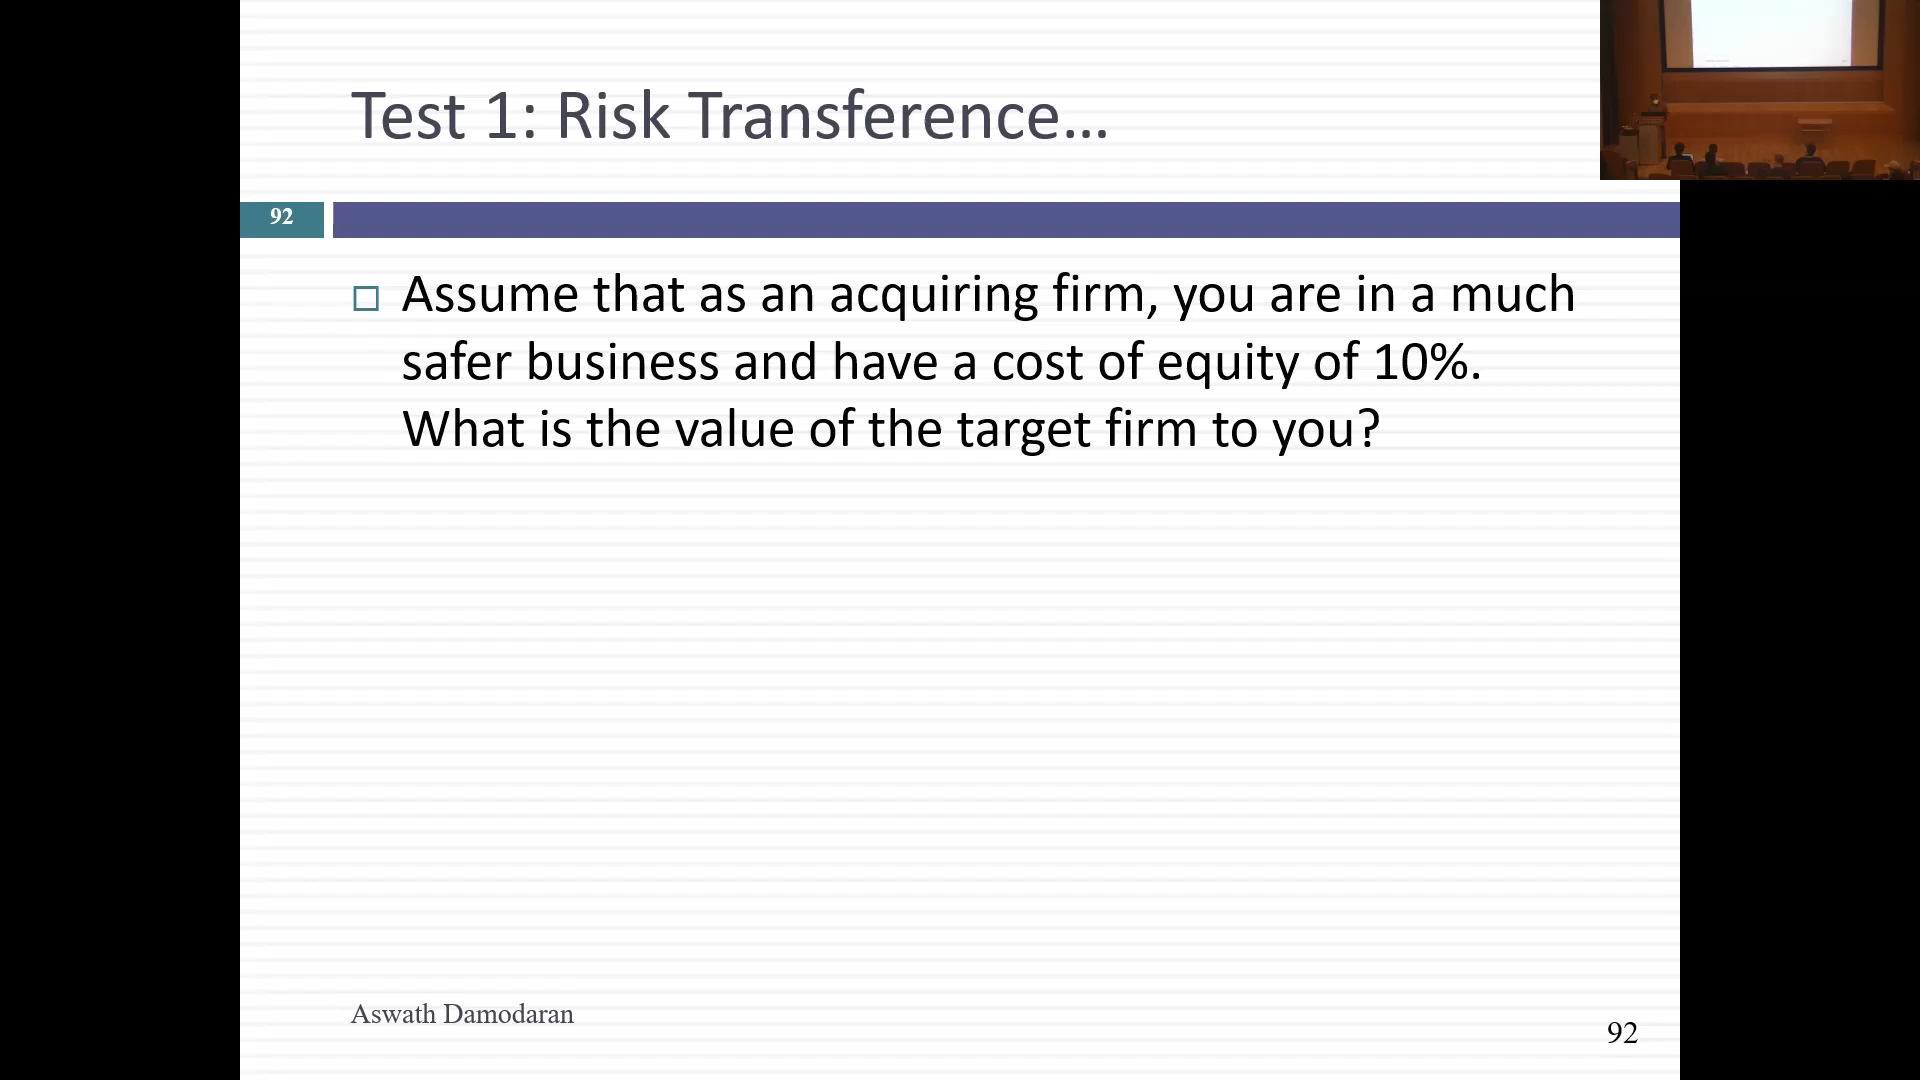 Test 1: Risk Transference…
92
□ Assume that as an acquiring firm, you are in a much
safer business and have a cost of equity of 10%.
What is the value of the target firm to you?
Aswath Damodaran
92